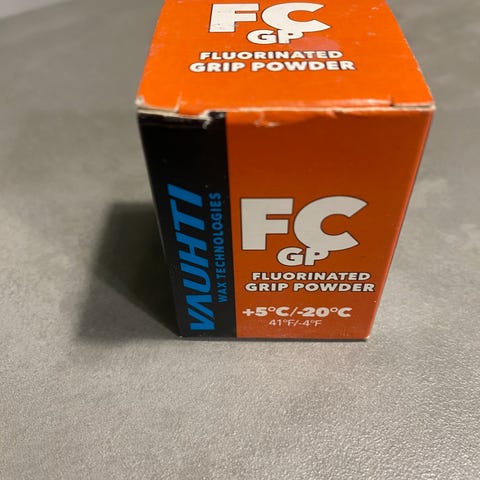 FC
GP
FLUORINATED
GRIP POWDER
VAUHTI
WAX TECHNOLOGIES
FC
GP
FLUORINATED
GRIP POWDER
+5°C/-20°C
41°F/-4°F